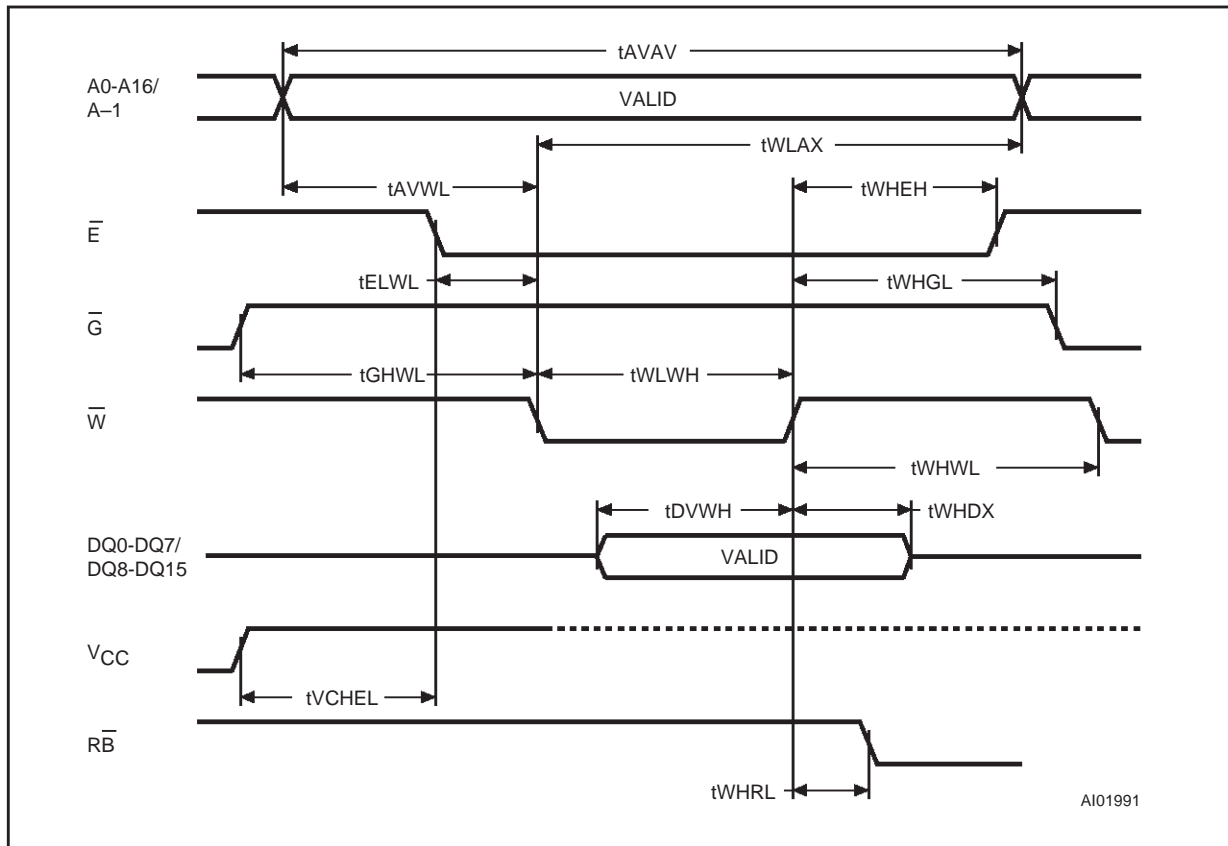 tAVAV
A0-A16/
A–1
VALID
tWLAX
tAVWL
tWHEH
E̅
tELWL
tWHGL
G̅
tGHWL
tWLWH
W̅
tWHWL
tDVWH
tWHDX
DQ0-DQ7/
DQ8-DQ15
VALID
VCC
tVCHEL
RB̅
tWHRL
AI01991